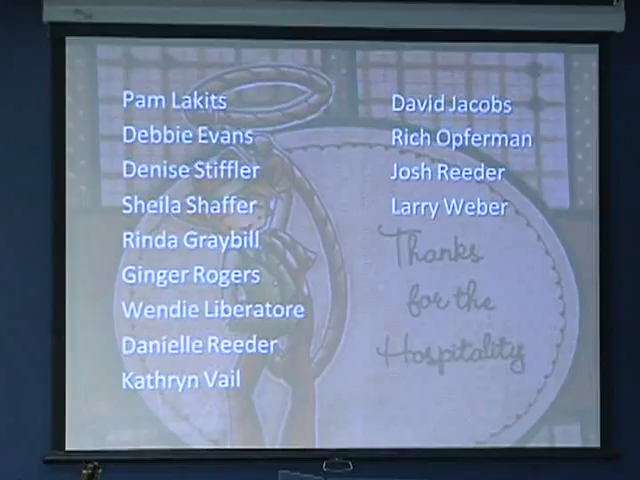 Pam Lakits
Debbie Evans
Denise Stiffler
Sheila Shaffer
Rinda Graybill
Ginger Rogers
Wendie Liberatore
Danielle Reeder
Kathryn Vail
David Jacobs
Rich Opferman
Josh Reeder
Larry Weber
Thanks
for the
Hospitality